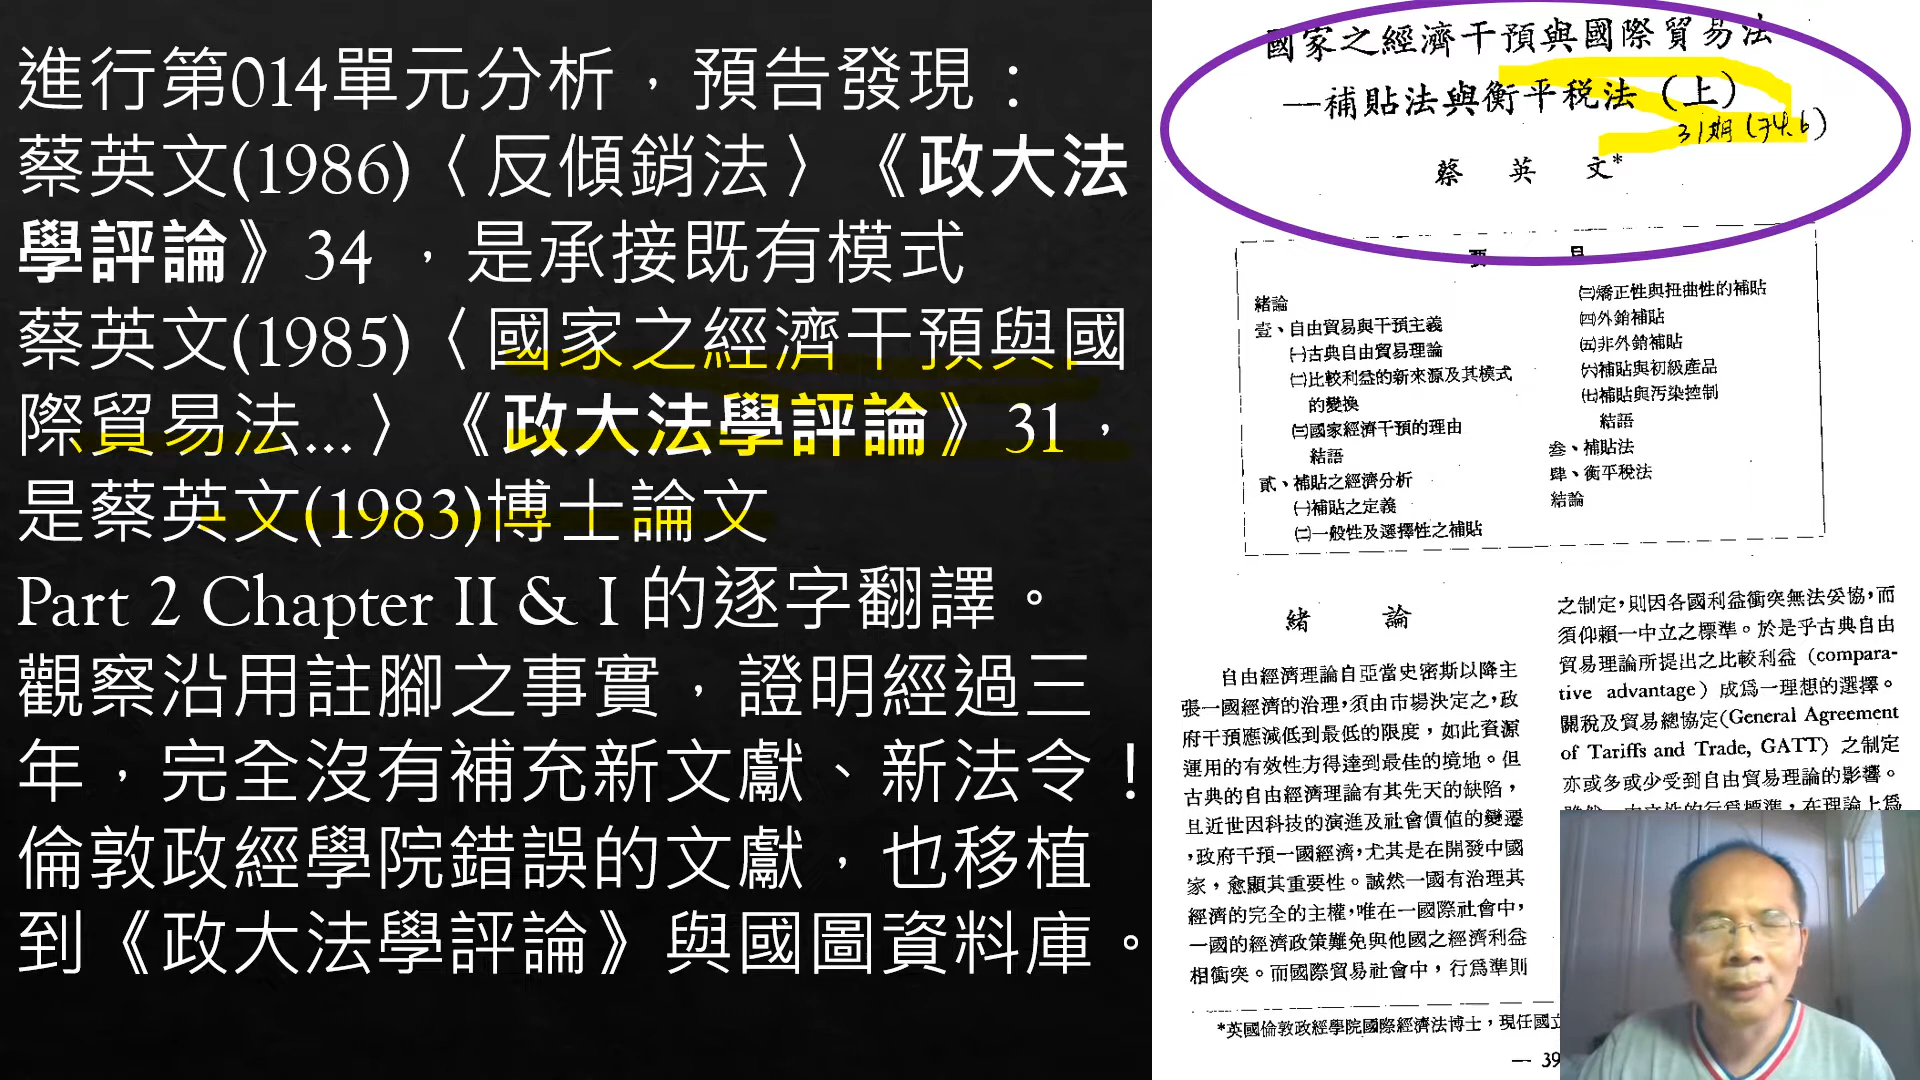 進行第014單元分析，預告發現：
蔡英文(1986)〈反傾銷法〉《政大法
學評論》34 ，是承接既有模式
蔡英文(1985)〈國家之經濟干預與國
際貿易法...〉《政大法學評論》31，
是蔡英文(1983)博士論文
Part 2 Chapter II & I 的逐字翻譯。
觀察沿用註腳之事實，證明經過三
年，完全沒有補充新文獻、新法令！
倫敦政經學院錯誤的文獻，也移植
到《政大法學評論》與國圖資料庫。
國家之經濟干預與國際貿易法
—補貼法與衡平稅法（上）
31期(74.6)
蔡英文*
要目
緒論
壹、自由貿易與干預主義
㈠古典自由貿易理論
㈡比較利益的新來源及其模式
的變換
㈢國家經濟干預的理由
結語
貳、補貼之經濟分析
㈠補貼之定義
㈡一般性及選擇性之補貼
㈢矯正性與扭曲性的補貼
㈣外銷補貼
㈤非外銷補貼
㈥補貼與初級產品
㈦補貼與污染控制
結語
叁、補貼法
肆、衡平稅法
結論
緒論
自由經濟理論自亞當史密斯以降主
張一國經濟的治理，須由市場決定之，政
府干預應減低到最低的限度，如此資源
運用的有效性方得達到最佳的境地。但
古典的自由經濟理論有其先天的缺陷，
且近世因科技的演進及社會價值的變遷
，政府干預一國經濟，尤其是在開發中國
家，愈顯其重要性。誠然一國有治理其
經濟的完全的主權，唯在一國際社會中，
一國的經濟政策難免與他國之經濟利益
相衝突。而國際貿易社會中，行為準則
之制定，則因各國利益衝突無法妥協，而
須仰賴一中立之標準。於是乎古典自由
貿易理論所提出之比較利益（compara-
tive advantage）成爲一理想的選擇。
關稅及貿易總協定(General Agreement
of Tariffs and Trade, GATT）之制定
亦或多或少受到自由貿易理論的影響。
中立性的行爲標準，在理論上爲
*英國倫敦政經學院國際經濟法博士，現任國立
— 39